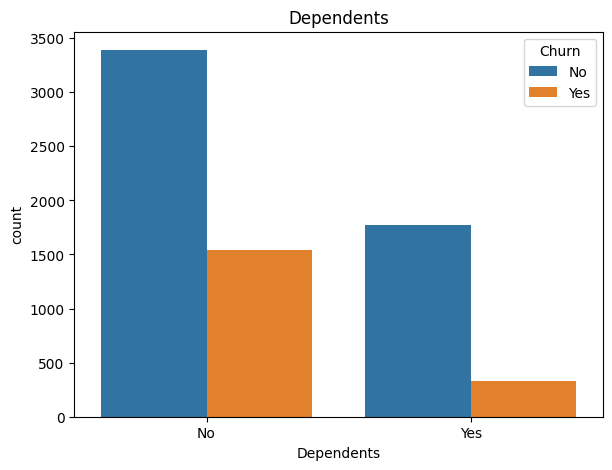 Dependents
Churn
No
Yes
count
3500
3000
2500
2000
1500
1000
500
0
No
Yes
Dependents